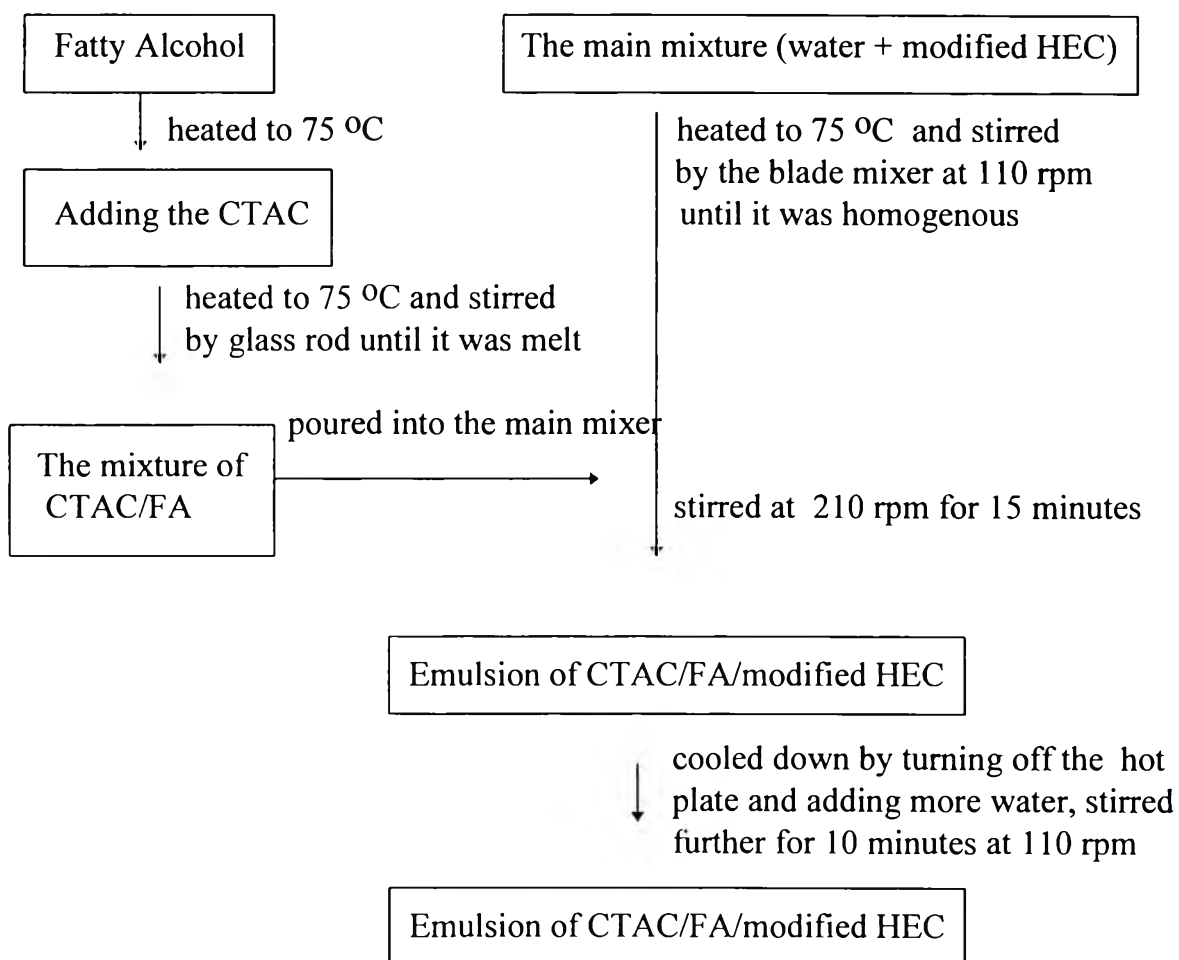 Fatty Alcohol
heated to 75 ºC
Adding the CTAC
heated to 75 ºC and stirred
by glass rod until it was melt
The mixture of
CTAC/FA
poured into the main mixer
The main mixture (water + modified HEC)
heated to 75 ºC and stirred
by the blade mixer at 110 rpm
until it was homogenous
stirred at 210 rpm for 15 minutes
Emulsion of CTAC/FA/modified HEC
cooled down by turning off the hot
plate and adding more water, stirred
further for 10 minutes at 110 rpm
Emulsion of CTAC/FA/modified HEC